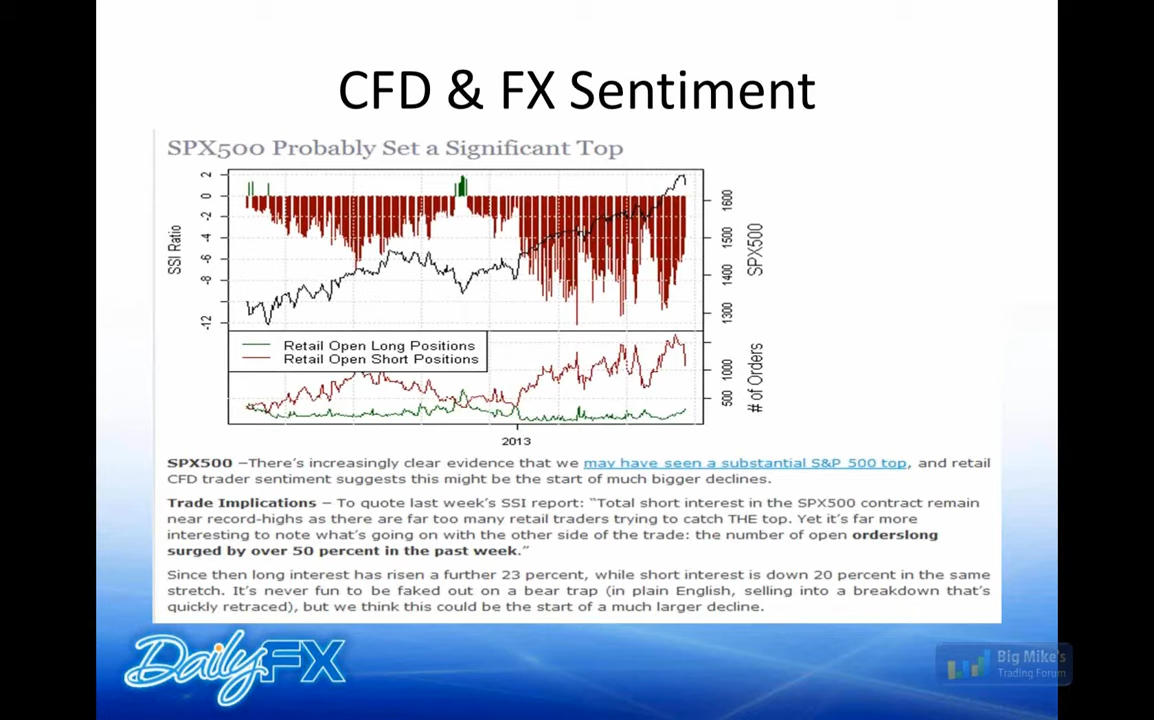 CFD & FX Sentiment
SPX500 Probably Set a Significant Top
2
0
-2
-4
-6
-8
-12
SSI Ratio
1600
1500
1400
1300
SPX500
Retail Open Long Positions
Retail Open Short Positions
1000
500
# of Orders
2013
SPX500 –There's increasingly clear evidence that we may have seen a substantial S&P 500 top, and retail
CFD trader sentiment suggests this might be the start of much bigger declines.
Trade Implications – To quote last week's SSI report: "Total short interest in the SPX500 contract remain
near record-highs as there are far too many retail traders trying to catch THE top. Yet it's far more
interesting to note what's going on with the other side of the trade: the number of open orderslong
surged by over 50 percent in the past week."
Since then long interest has risen a further 23 percent, while short interest is down 20 percent in the same
stretch. It's never fun to be faked out on a bear trap (in plain English, selling into a breakdown that's
quickly retraced), but we think this could be the start of a much larger decline.
DailyFX
Big Mike's
Trading Forum